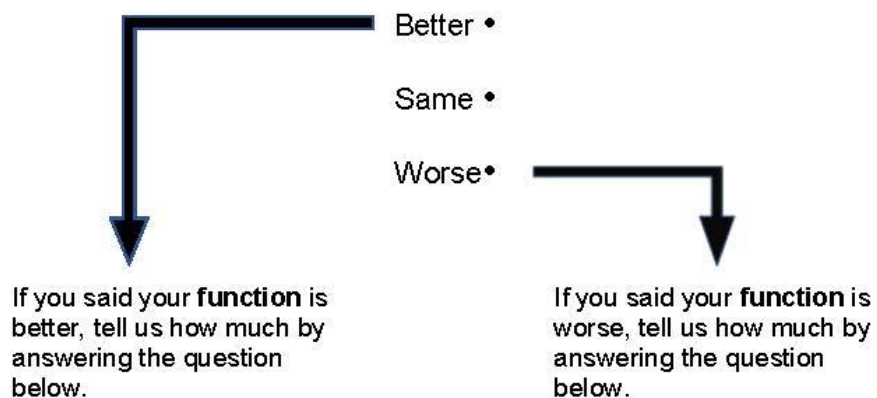 Better •
Same •
Worse•
If you said your function is
better, tell us how much by
answering the question
below.
If you said your function is
worse, tell us how much by
answering the question
below.